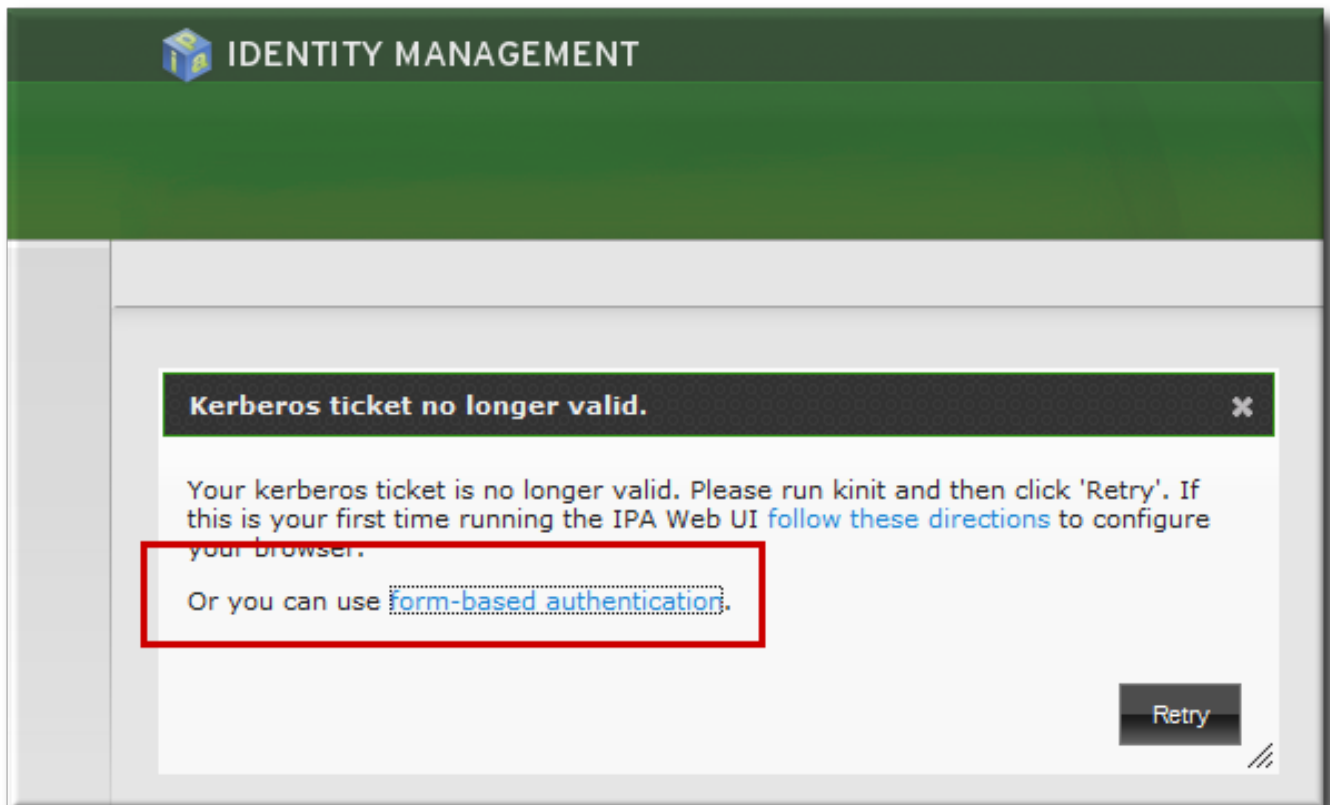 IDENTITY MANAGEMENT
Kerberos ticket no longer valid.
Your kerberos ticket is no longer valid. Please run kinit and then click 'Retry'. If
this is your first time running the IPA Web UI follow these directions to configure
your browser.
Or you can use form-based authentication.
Retry